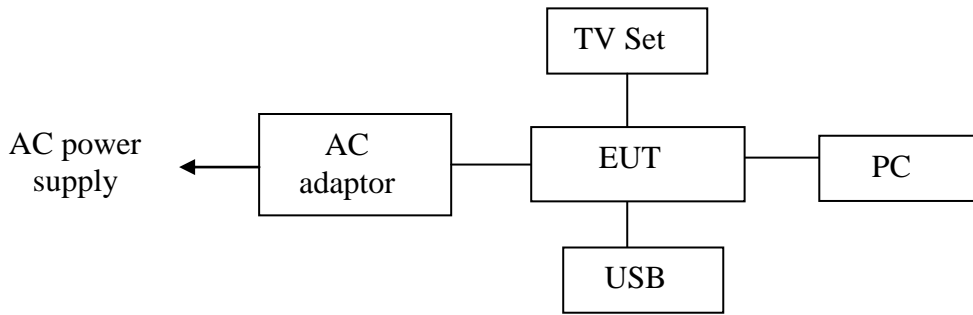 TV Set
AC power
supply
AC
adaptor
EUT
PC
USB